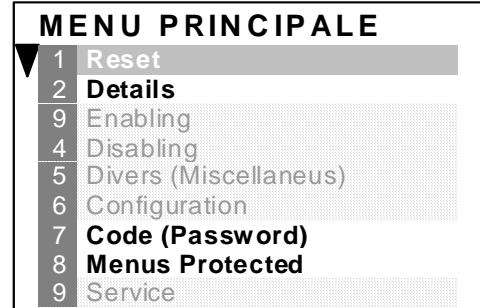 MENU PRINCIPALE
1 Reset
2 Details
9 Enabling
4 Disabling
5 Divers (Miscellaneus)
6 Configuration
7 Code (Password)
8 Menus Protected
9 Service